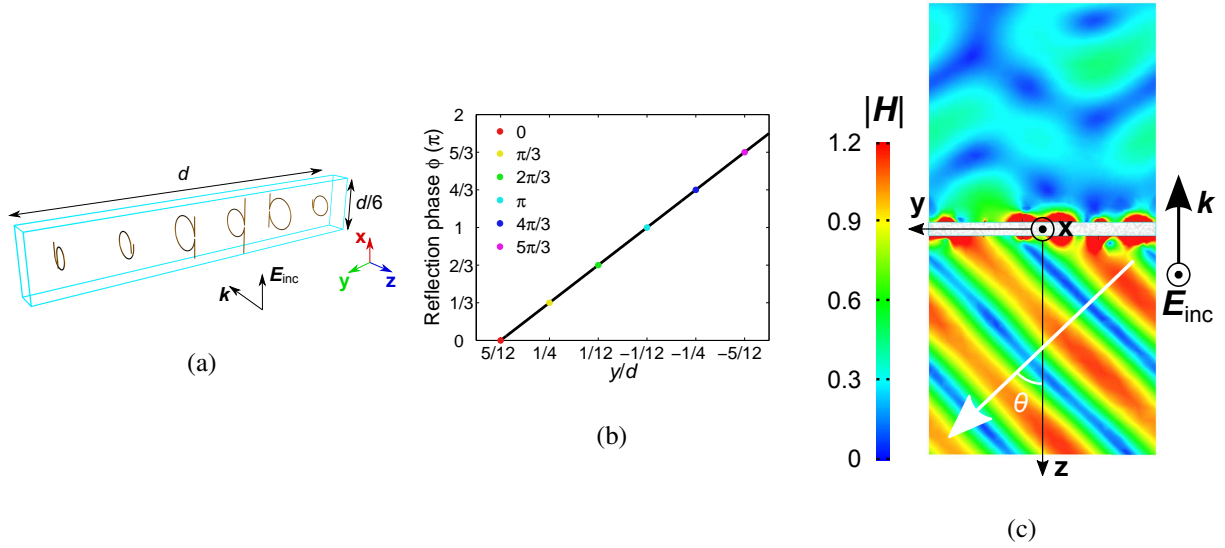 d
d/6
x
y
z
k
E inc
(a)
Reflection phase ϕ (π)
2
5/3
4/3
1
2/3
1/3
0
0
π/3
2π/3
π
4π/3
5π/3
5/12
1/4
1/12
−1/12
−1/4
−5/12
y/d
(b)
|H|
1.2
0.9
0.6
0.3
0
y
x
k
E inc
θ
z
(c)